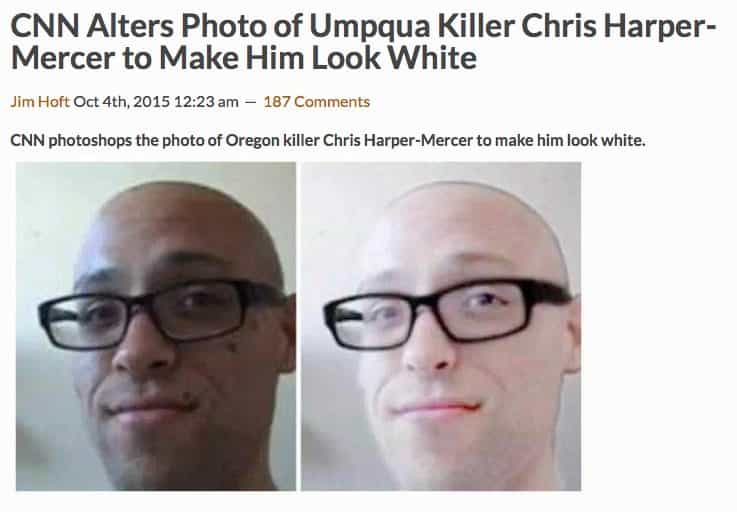 CNN Alters Photo of Umpqua Killer Chris Harper-
Mercer to Make Him Look White
Jim Hoft Oct 4th, 2015 12:23 am — 187 Comments
CNN photoshops the photo of Oregon killer Chris Harper-Mercer to make him look white.